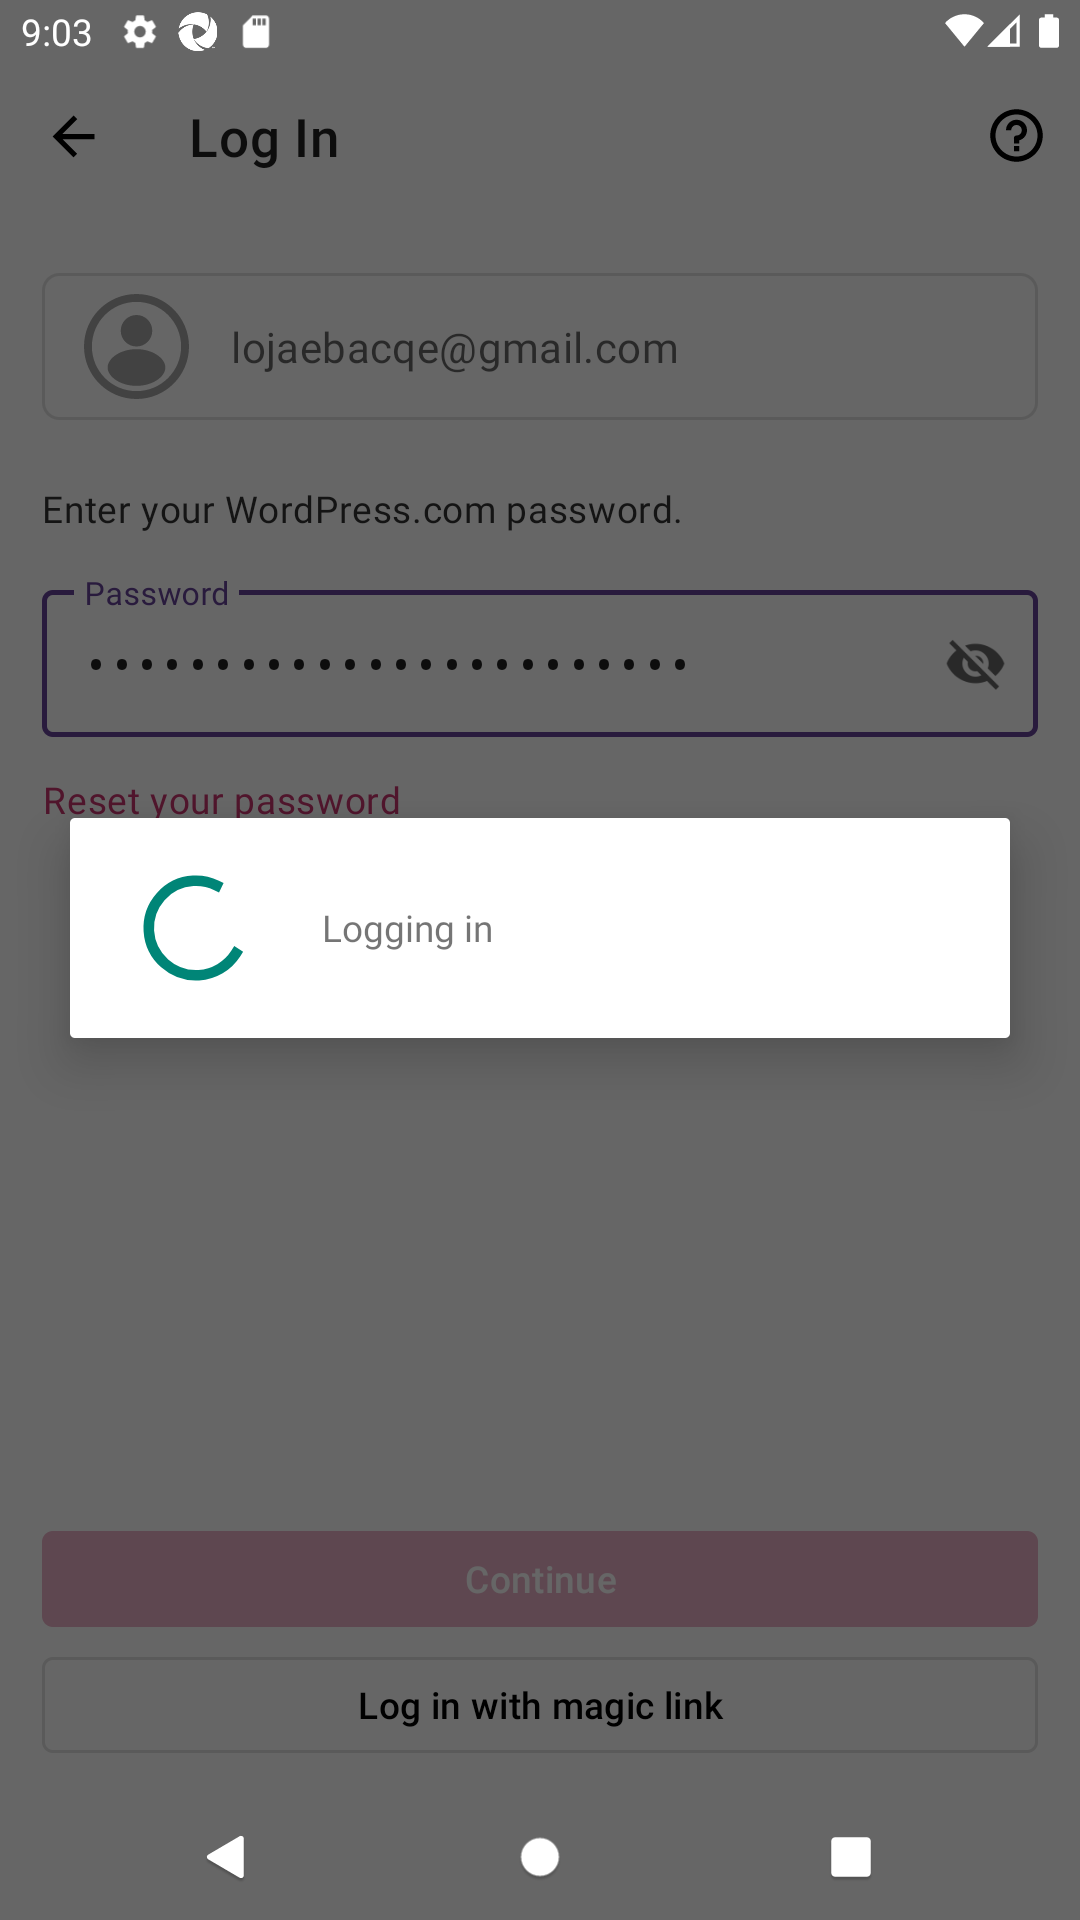 9:03
Log In
lojaebacqe@gmail.com
Enter your WordPress.com password.
Password
••••••••••••••••••••••••
Reset your password
Logging in
Continue
Log in with magic link